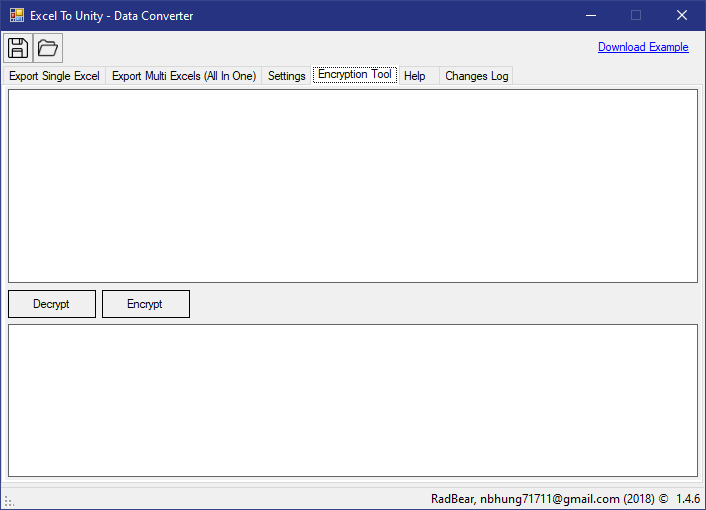 Excel To Unity - Data Converter
Download Example
Export Single Excel
Export Multi Excels (All In One)
Settings
Encryption Tool
Help
Changes Log
Decrypt
Encrypt
RadBear, nbhung71711@gmail.com (2018) © 1.4.6